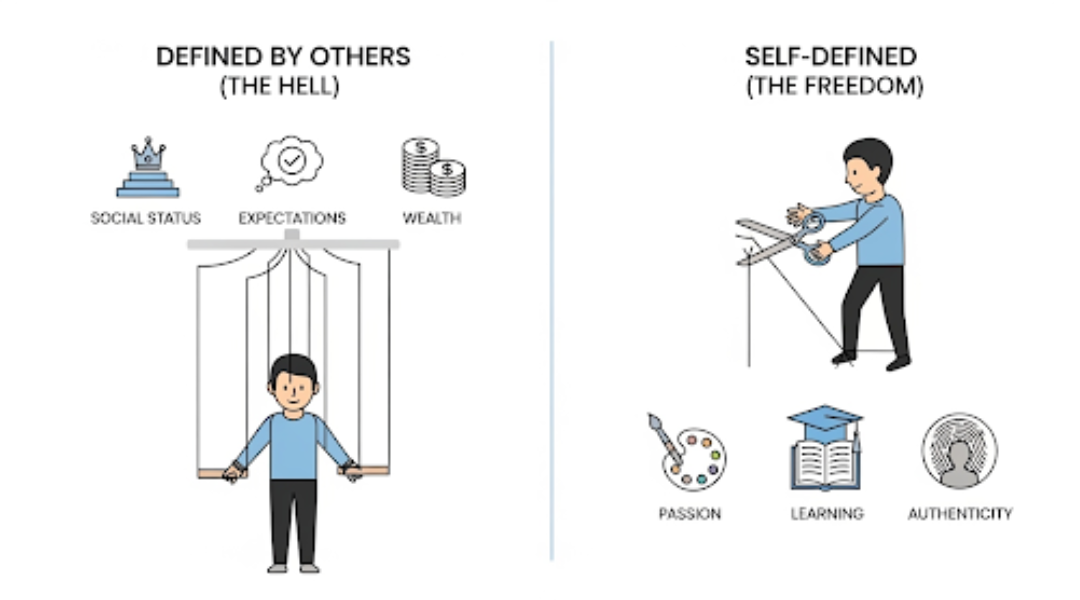 DEFINED BY OTHERS
(THE HELL)
SOCIAL STATUS
EXPECTATIONS
WEALTH
$
$
SELF-DEFINED
(THE FREEDOM)
PASSION
LEARNING
AUTHENTICITY